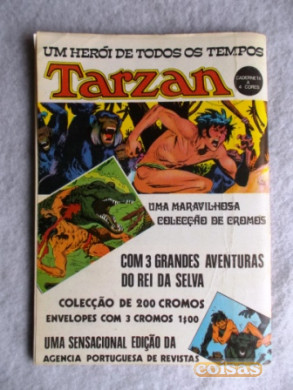 UM HERÓI DE TODOS OS TEMPOS
Tarzan
CADERNETA
A
4 CORES
UMA MARAVILHOSA
COLECÇÃO DE CROMOS
COM 3 GRANDES AVENTURAS
DO REI DA SELVA
COLECÇÃO DE 200 CROMOS
ENVELOPES COM 3 CROMOS 1$00
UMA SENSACIONAL EDIÇÃO DA
AGENCIA PORTUGUESA DE REVISTAS
coisas